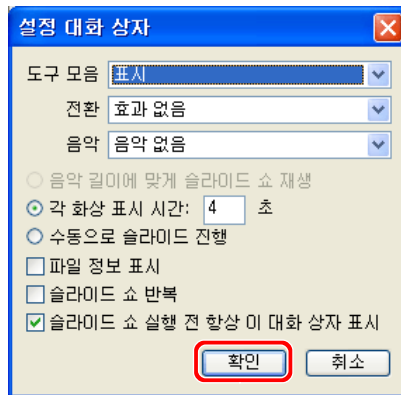 설정 대화 상자
도구 모음 표시
전환 효과 없음
음악 음악 없음
음악 길이에 맞게 슬라이드 쇼 재생
각 화상 표시 시간: 4 초
수동으로 슬라이드 진행
파일 정보 표시
슬라이드 쇼 반복
슬라이드 쇼 실행 전 항상 이 대화 상자 표시
확인 취소